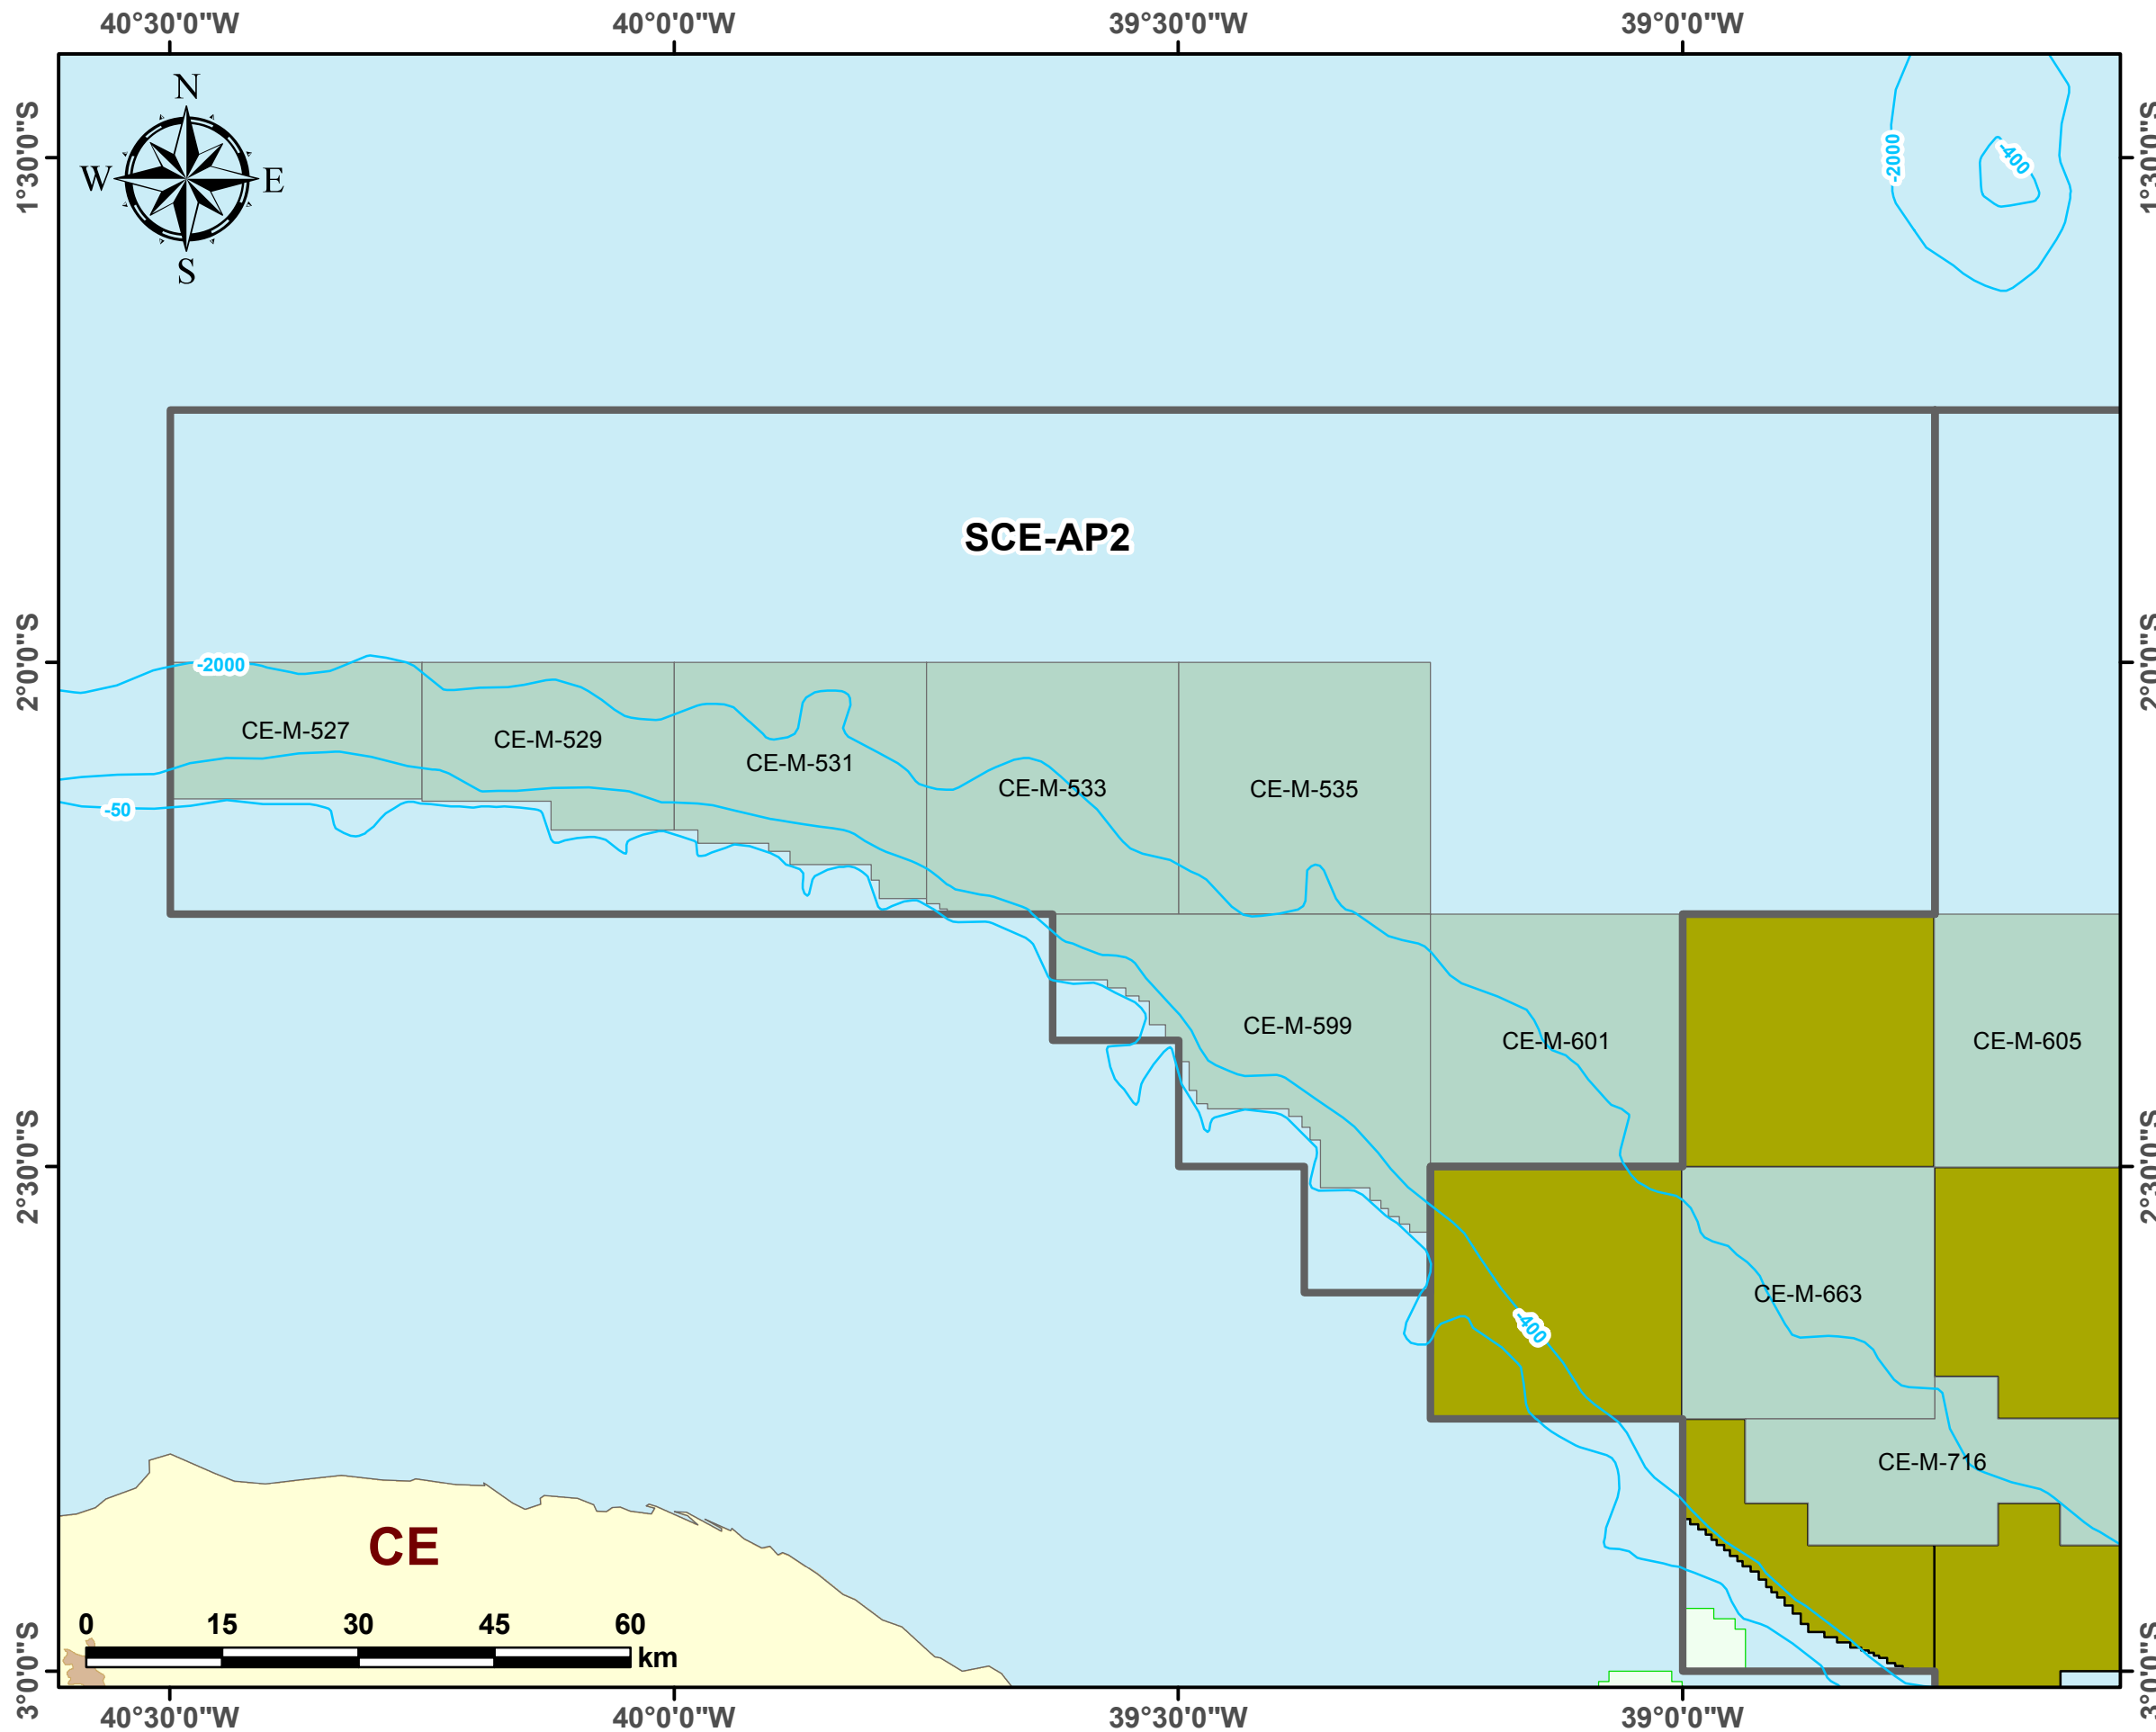 40°30'0"W 40°0'0"W 39°30'0"W 39°0'0"W
N
W E
S
1°30'0"S 1°30'0"S
-2000
-400
SCE-AP2
2°0'0"S 2°0'0"S
-2000
CE-M-527
CE-M-529
CE-M-531
CE-M-533
CE-M-535
-50
CE-M-599
CE-M-601
CE-M-605
2°30'0"S 2°30'0"S
CE-M-663
-400
CE-M-716
CE
0 15 30 45 60
km
3°0'0"S 3°0'0"S
40°30'0"W 40°0'0"W 39°30'0"W 39°0'0"W